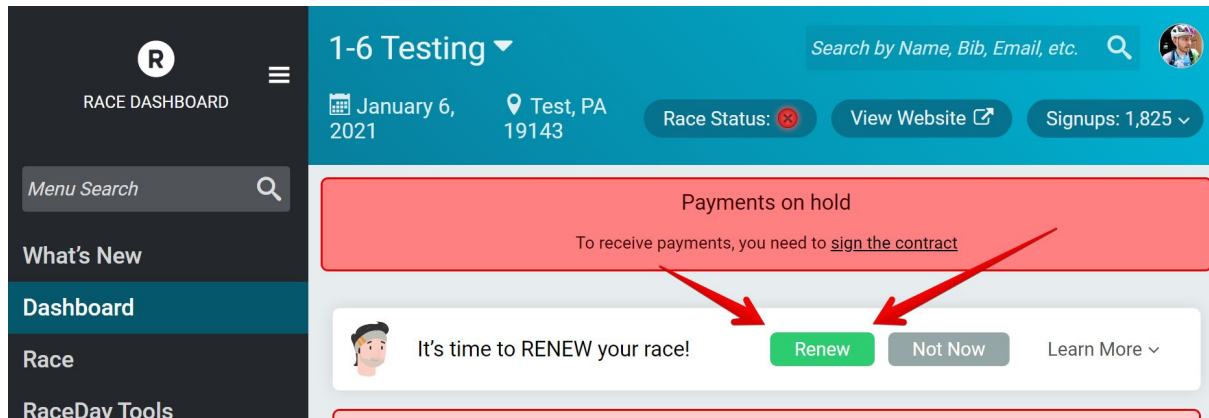 R
RACE DASHBOARD
Menu Search
What's New
Dashboard
Race
RaceDay Tools
1-6 Testing
Search by Name, Bib, Email, etc.
January 6,
2021
Test, PA
19143
Race Status:
View Website
Signups: 1,825
Payments on hold
To receive payments, you need to sign the contract
It's time to RENEW your race!
Renew
Not Now
Learn More